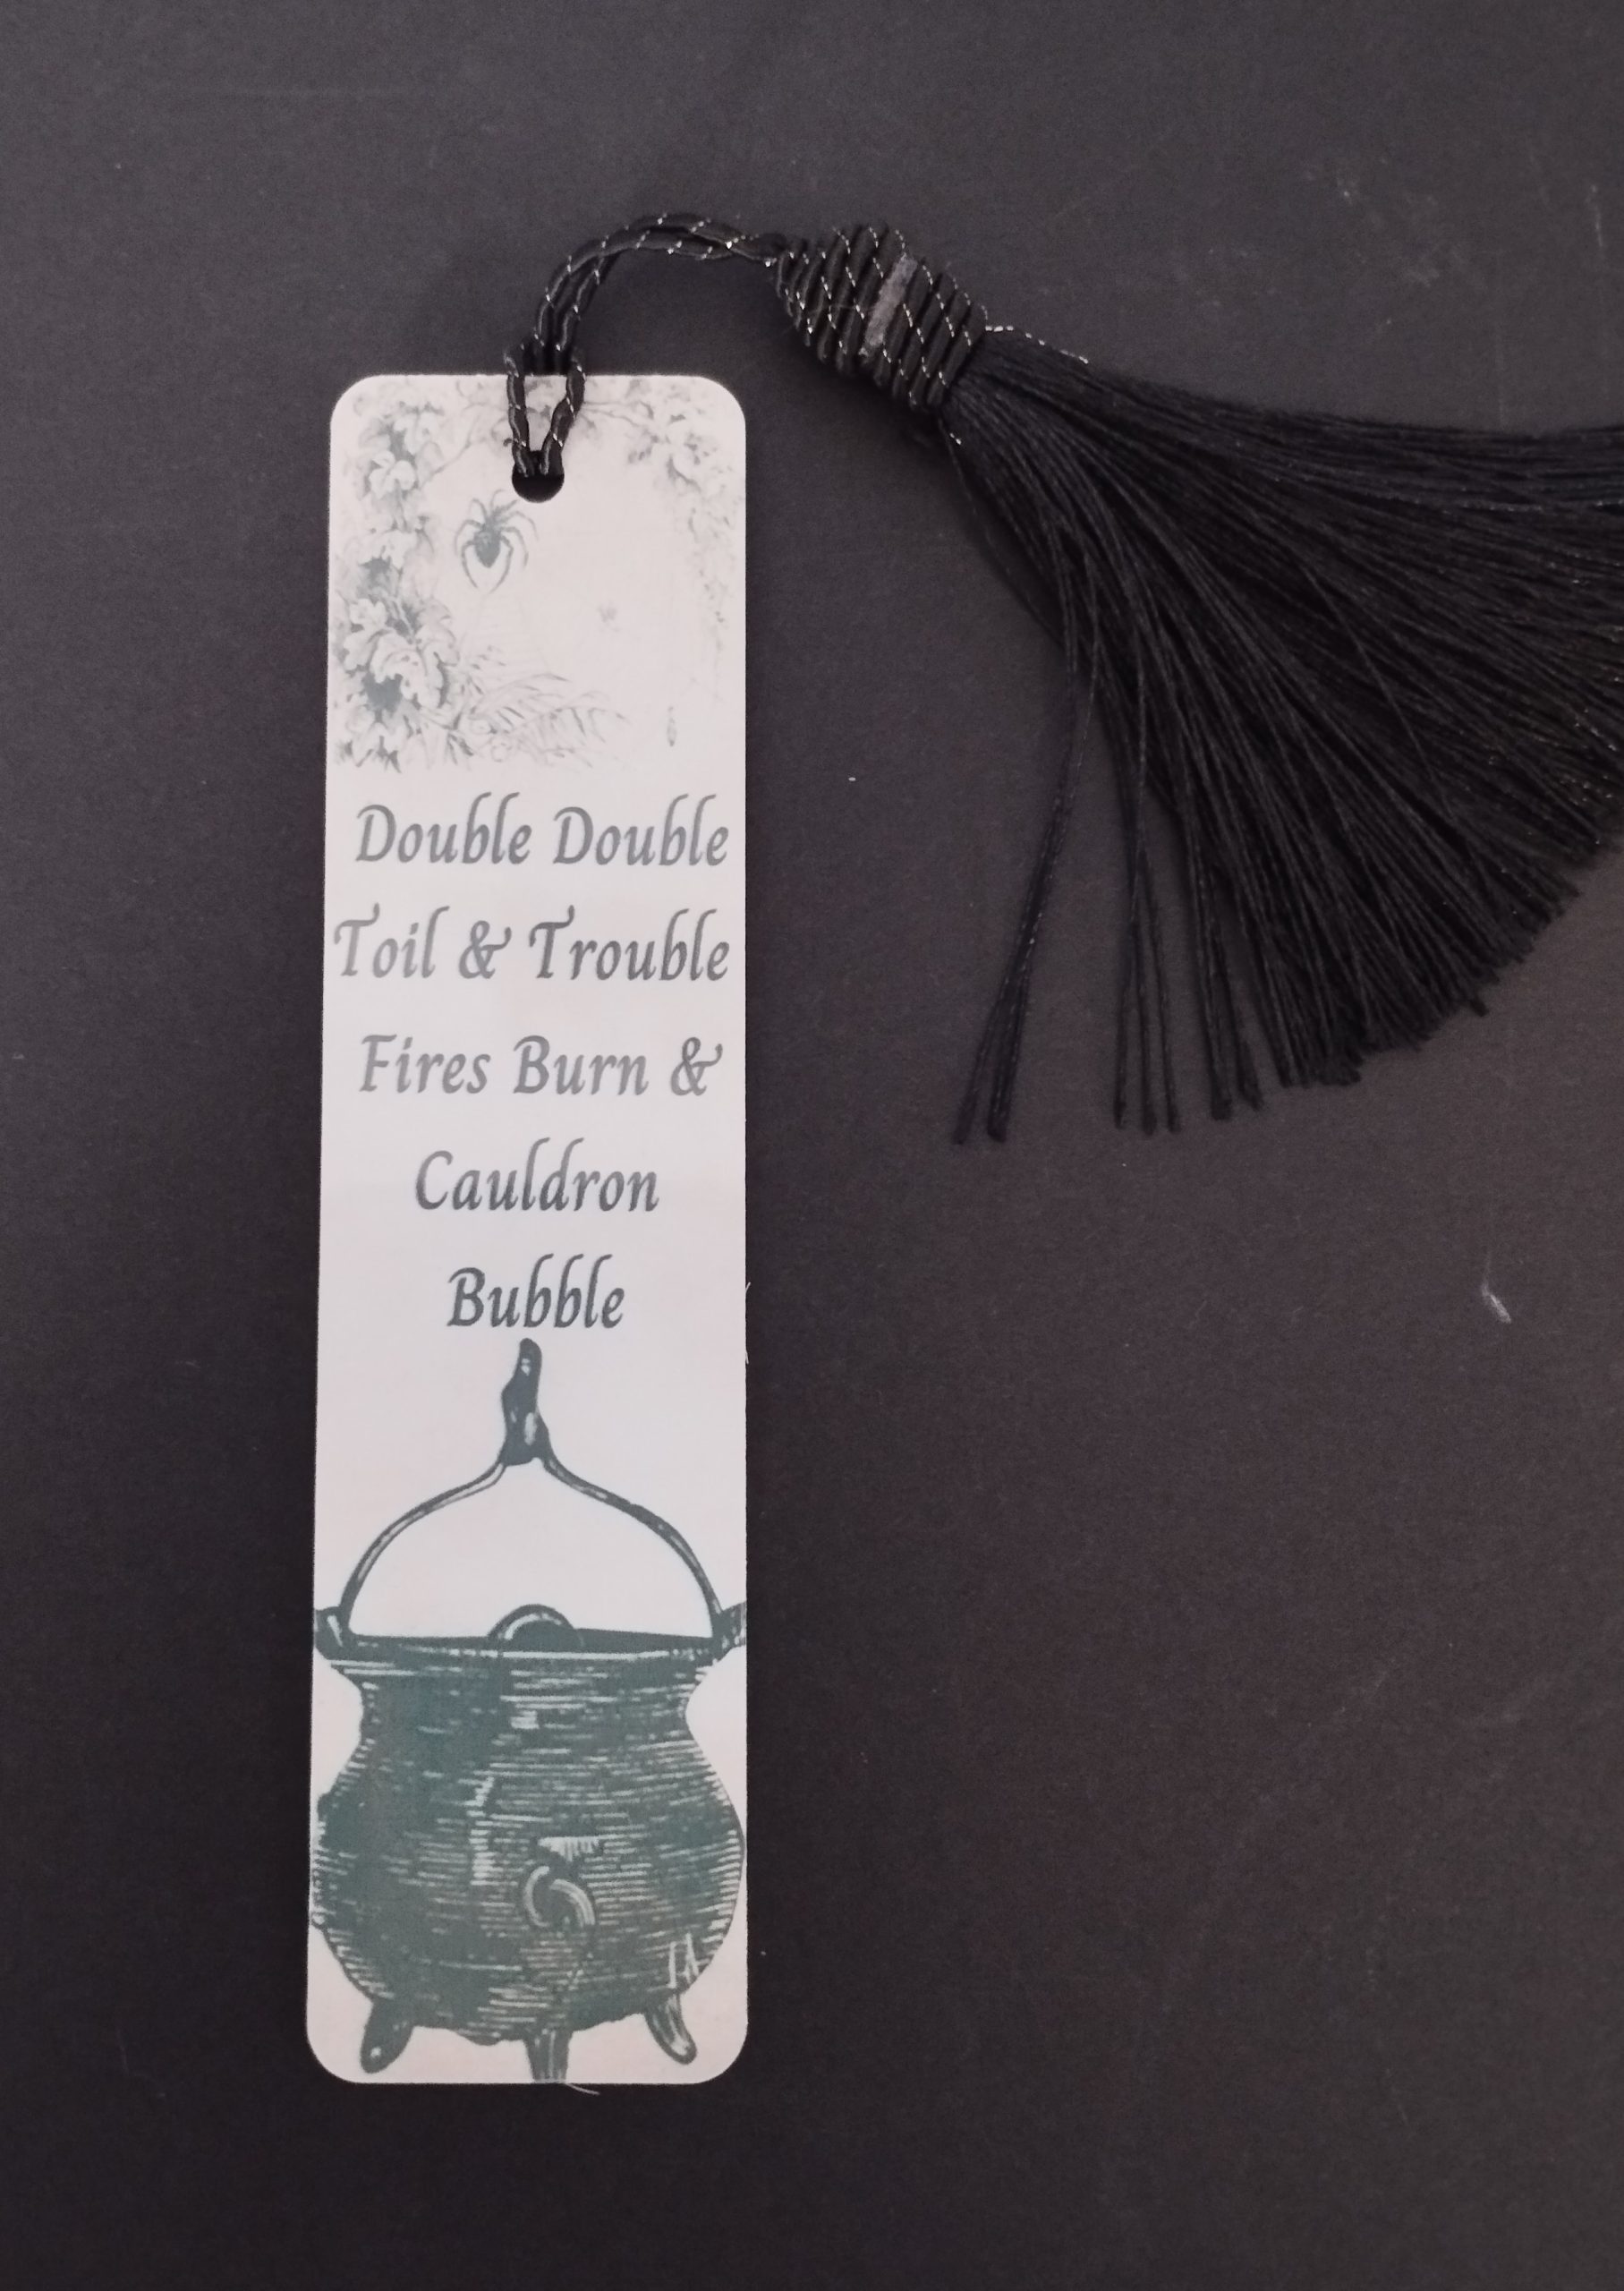 Double Double
Toil & Trouble
Fires Burn &
Cauldron
Bubble